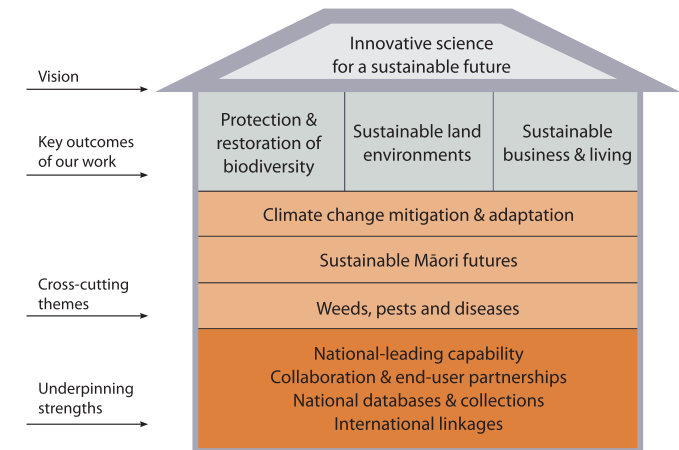 Innovative science
for a sustainable future
Vision
Protection &
restoration of
biodiversity
Sustainable land
environments
Sustainable
business & living
Key outcomes
of our work
Climate change mitigation & adaptation
Sustainable Māori futures
Weeds, pests and diseases
Cross-cutting
themes
National-leading capability
Collaboration & end-user partnerships
National databases & collections
International linkages
Underpinning
strengths